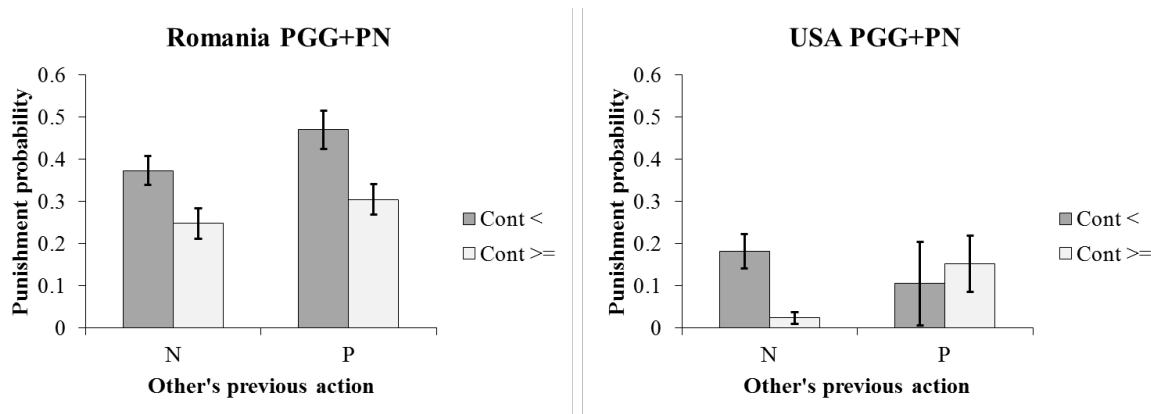 Romania PGG+PN
Punishment probability
0.6
0.5
0.4
0.3
0.2
0.1
0
N
P
Other's previous action
Cont <
Cont >=
USA PGG+PN
Punishment probability
0.6
0.5
0.4
0.3
0.2
0.1
0
N
P
Other's previous action
Cont <
Cont >=